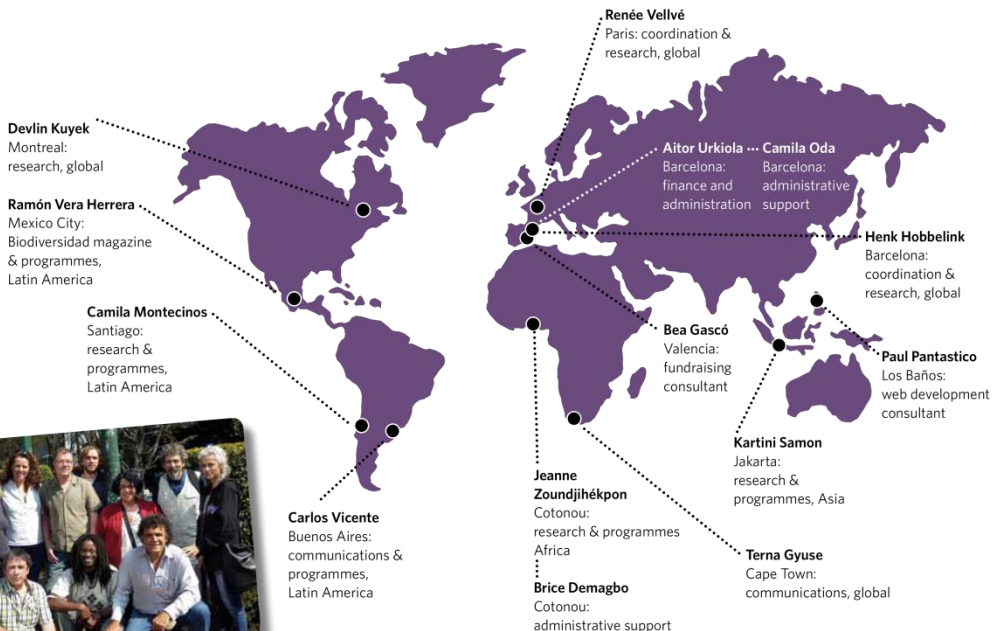 Renée Vellvé
Paris: coordination &
research, global
Devlin Kuyek
Montreal:
research, global
Aitor Urkiola
Barcelona:
finance and
administration
Camila Oda
Barcelona:
administrative
support
Ramón Vera Herrera
Mexico City:
Biodiversidad magazine
& programmes,
Latin America
Henk Hobbelink
Barcelona:
coordination &
research, global
Camila Montecinos
Santiago:
research &
programmes,
Latin America
Bea Gascó
Valencia:
fundraising
consultant
Paul Pantastico
Los Baños:
web development
consultant
Kartini Samon
Jakarta:
research &
programmes, Asia
Jeanne
Zoundjihékpon
Cotonou:
research & programmes
Africa
Carlos Vicente
Buenos Aires:
communications &
programmes,
Latin America
Terna Gyuse
Cape Town:
communications, global
Brice Demagbo
Cotonou:
administrative support